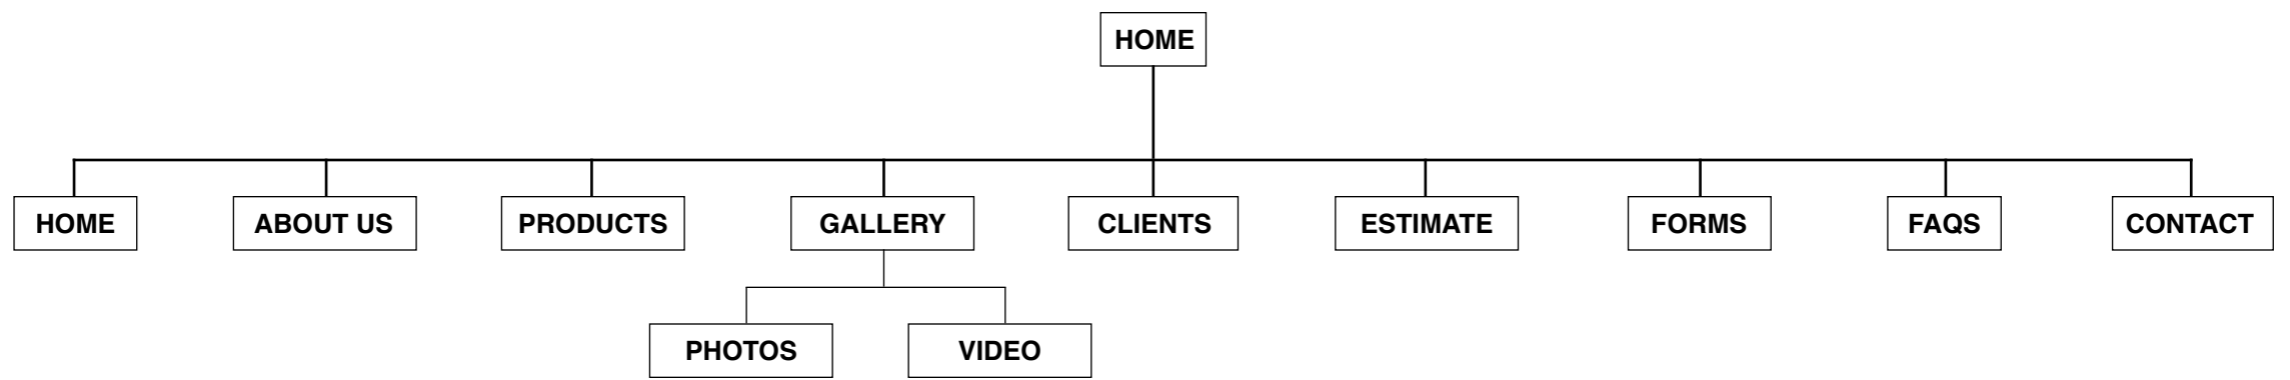 HOME
HOME
ABOUT US
PRODUCTS
GALLERY
CLIENTS
ESTIMATE
FORMS
FAQS
CONTACT
PHOTOS
VIDEO